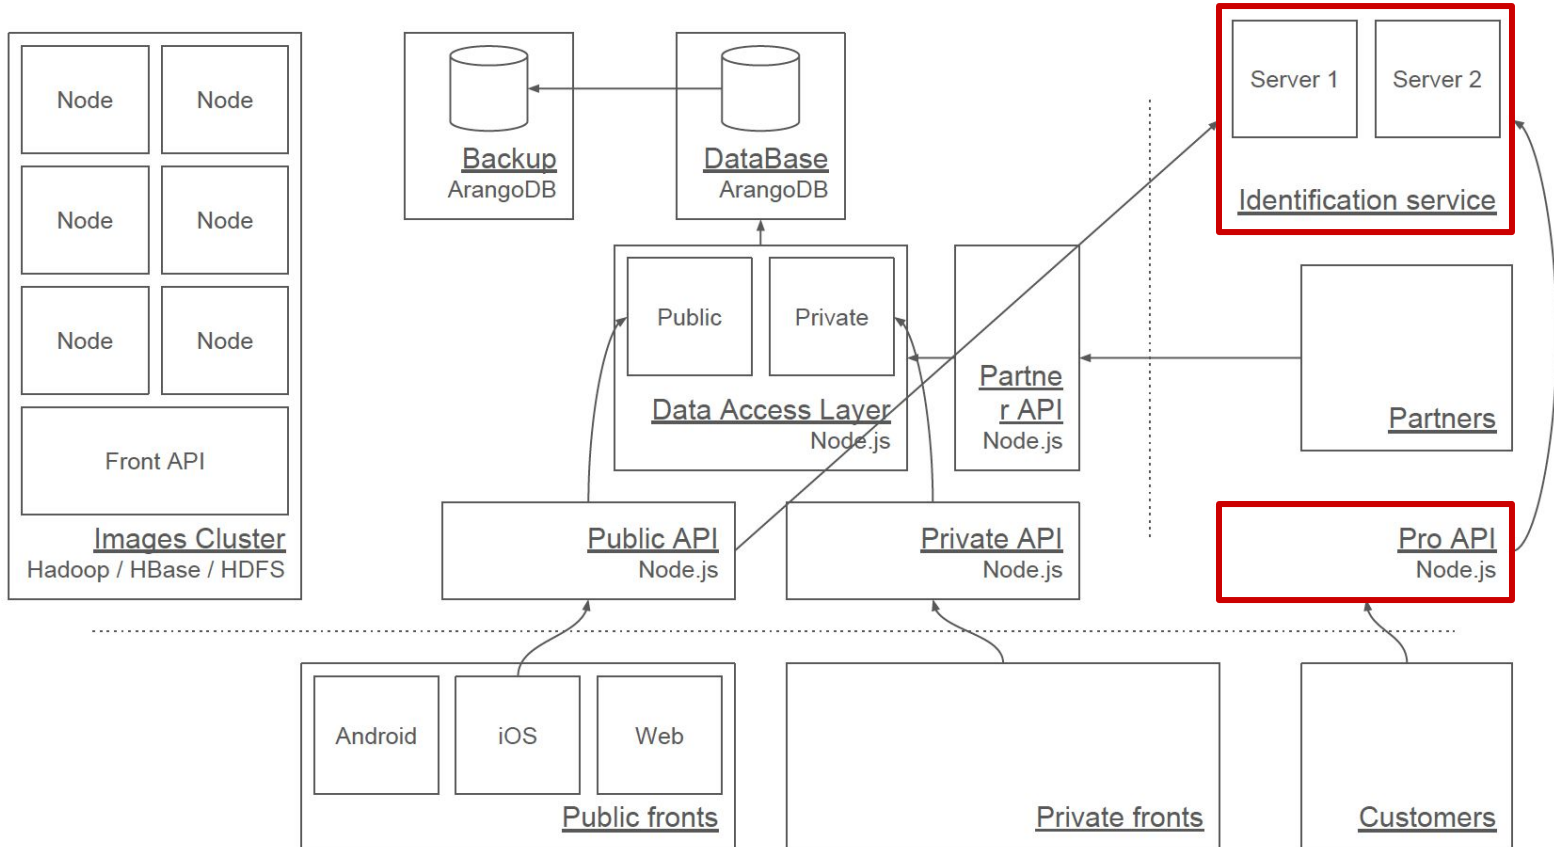 Node
Node
Node
Node
Node
Node
Front API
Images Cluster
Hadoop / HBase / HDFS
Backup
ArangoDB
DataBase
ArangoDB
Public
Private
Data Access Layer
Node.js
Partne
r API
Node.js
Server 1
Server 2
Identification service
Partners
Public API
Node.js
Private API
Node.js
Pro API
Node.js
Android
iOS
Web
Public fronts
Private fronts
Customers